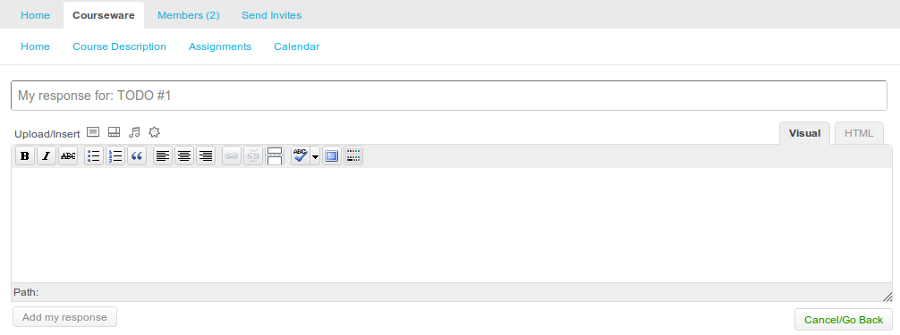 Home Courseware Members (2) Send Invites
Home Course Description Assignments Calendar
My response for: TODO #1
Upload/Insert Visual HTML
B I ABC ABC
Path:
Add my response Cancel/Go Back